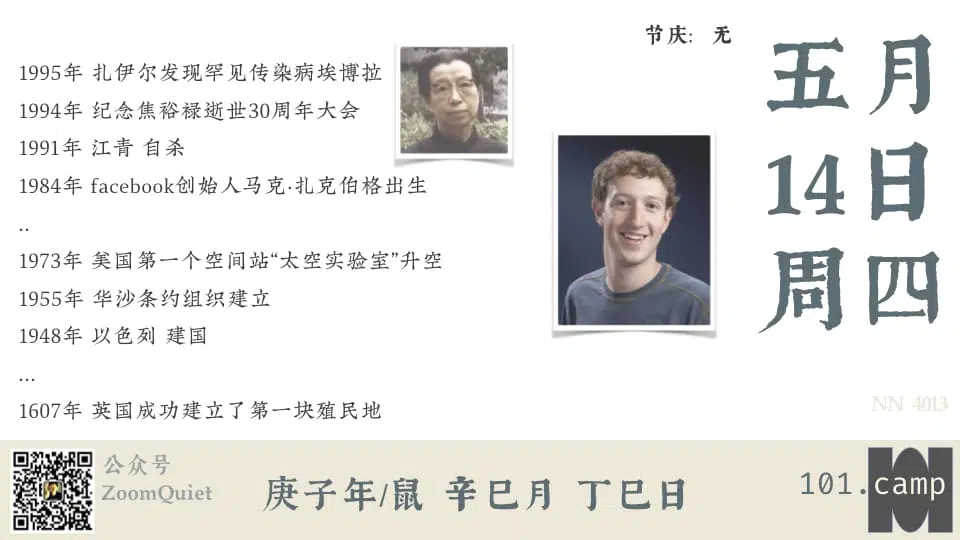 节庆: 无
五月
14日
周四
1995年 扎伊尔发现罕见传染病埃博拉
1994年 纪念焦裕禄逝世30周年大会
1991年 江青 自杀
1984年 facebook创始人马克·扎克伯格出生
..
1973年 美国第一个空间站“太空实验室”升空
1955年 华沙条约组织建立
1948年 以色列 建国
...
1607年 英国成功建立了第一块殖民地
NN 4013
公众号
ZoomQuiet
庚子年/鼠 辛巳月 丁巳日
101.camp